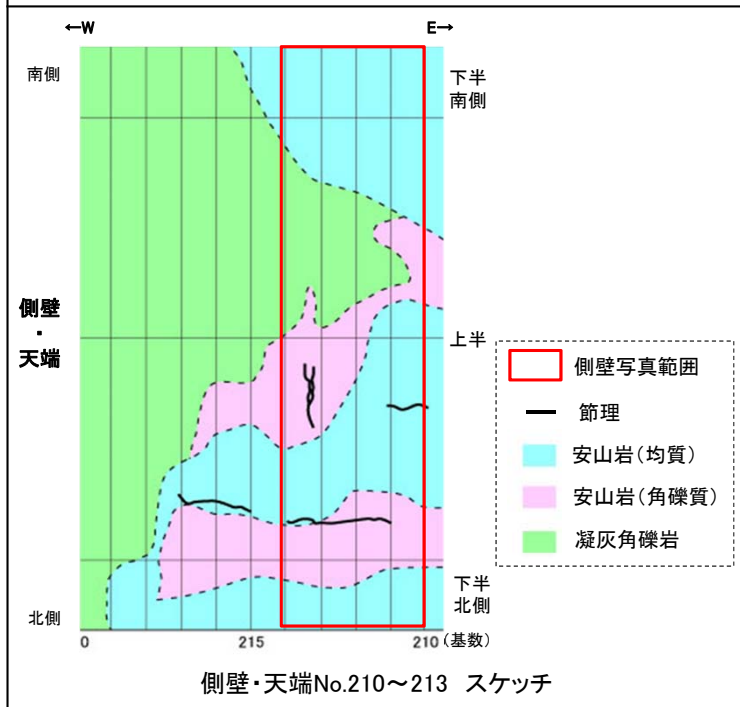 ←W
E→
南側
下半
南側
側壁
・
天端
上半
側壁写真範囲
節理
安山岩(均質)
安山岩(角礫質)
凝灰角礫岩
下半
北側
北側
0
215
210
(基数)
側壁・天端No.210～213 スケッチ